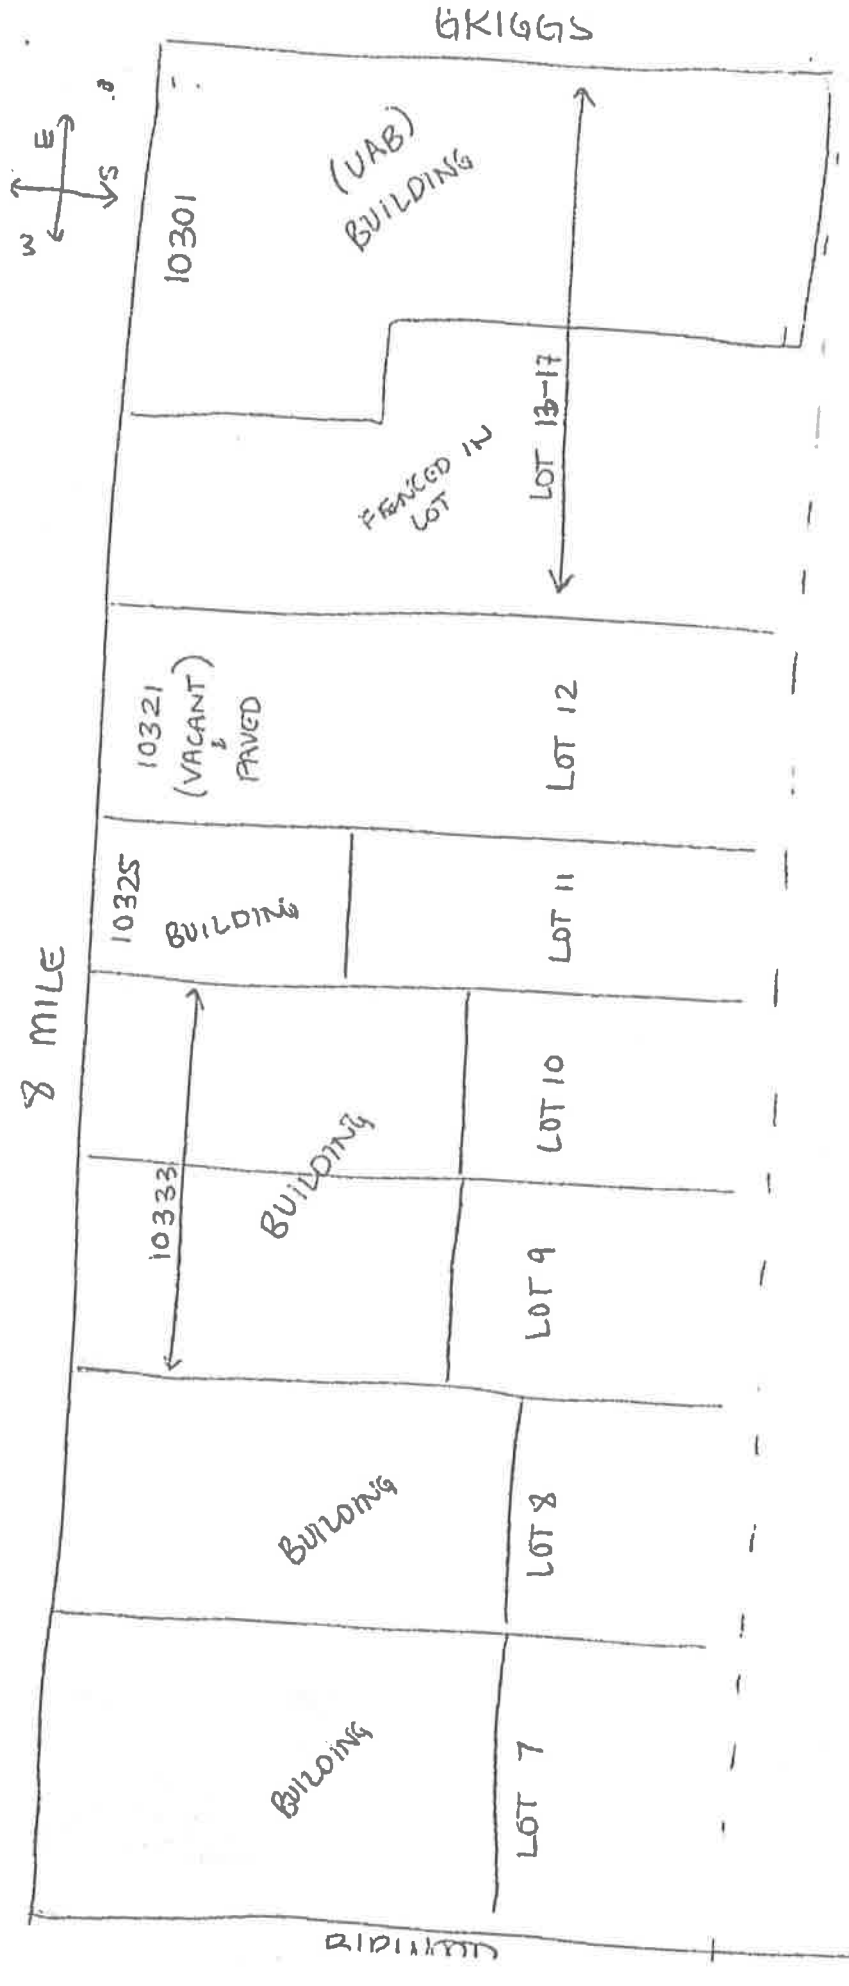 8 MILE
W
E
S
GRIGGS
10333
10325
10321
(VACANT)
&
PAVED
10301
BUILDING
BUILDING
BUILDING
BUILDING
FENCED IN
LOT
(UAB)
BUILDING
LOT 7
LOT 8
LOT 9
LOT 10
LOT 11
LOT 12
LOT 13-17